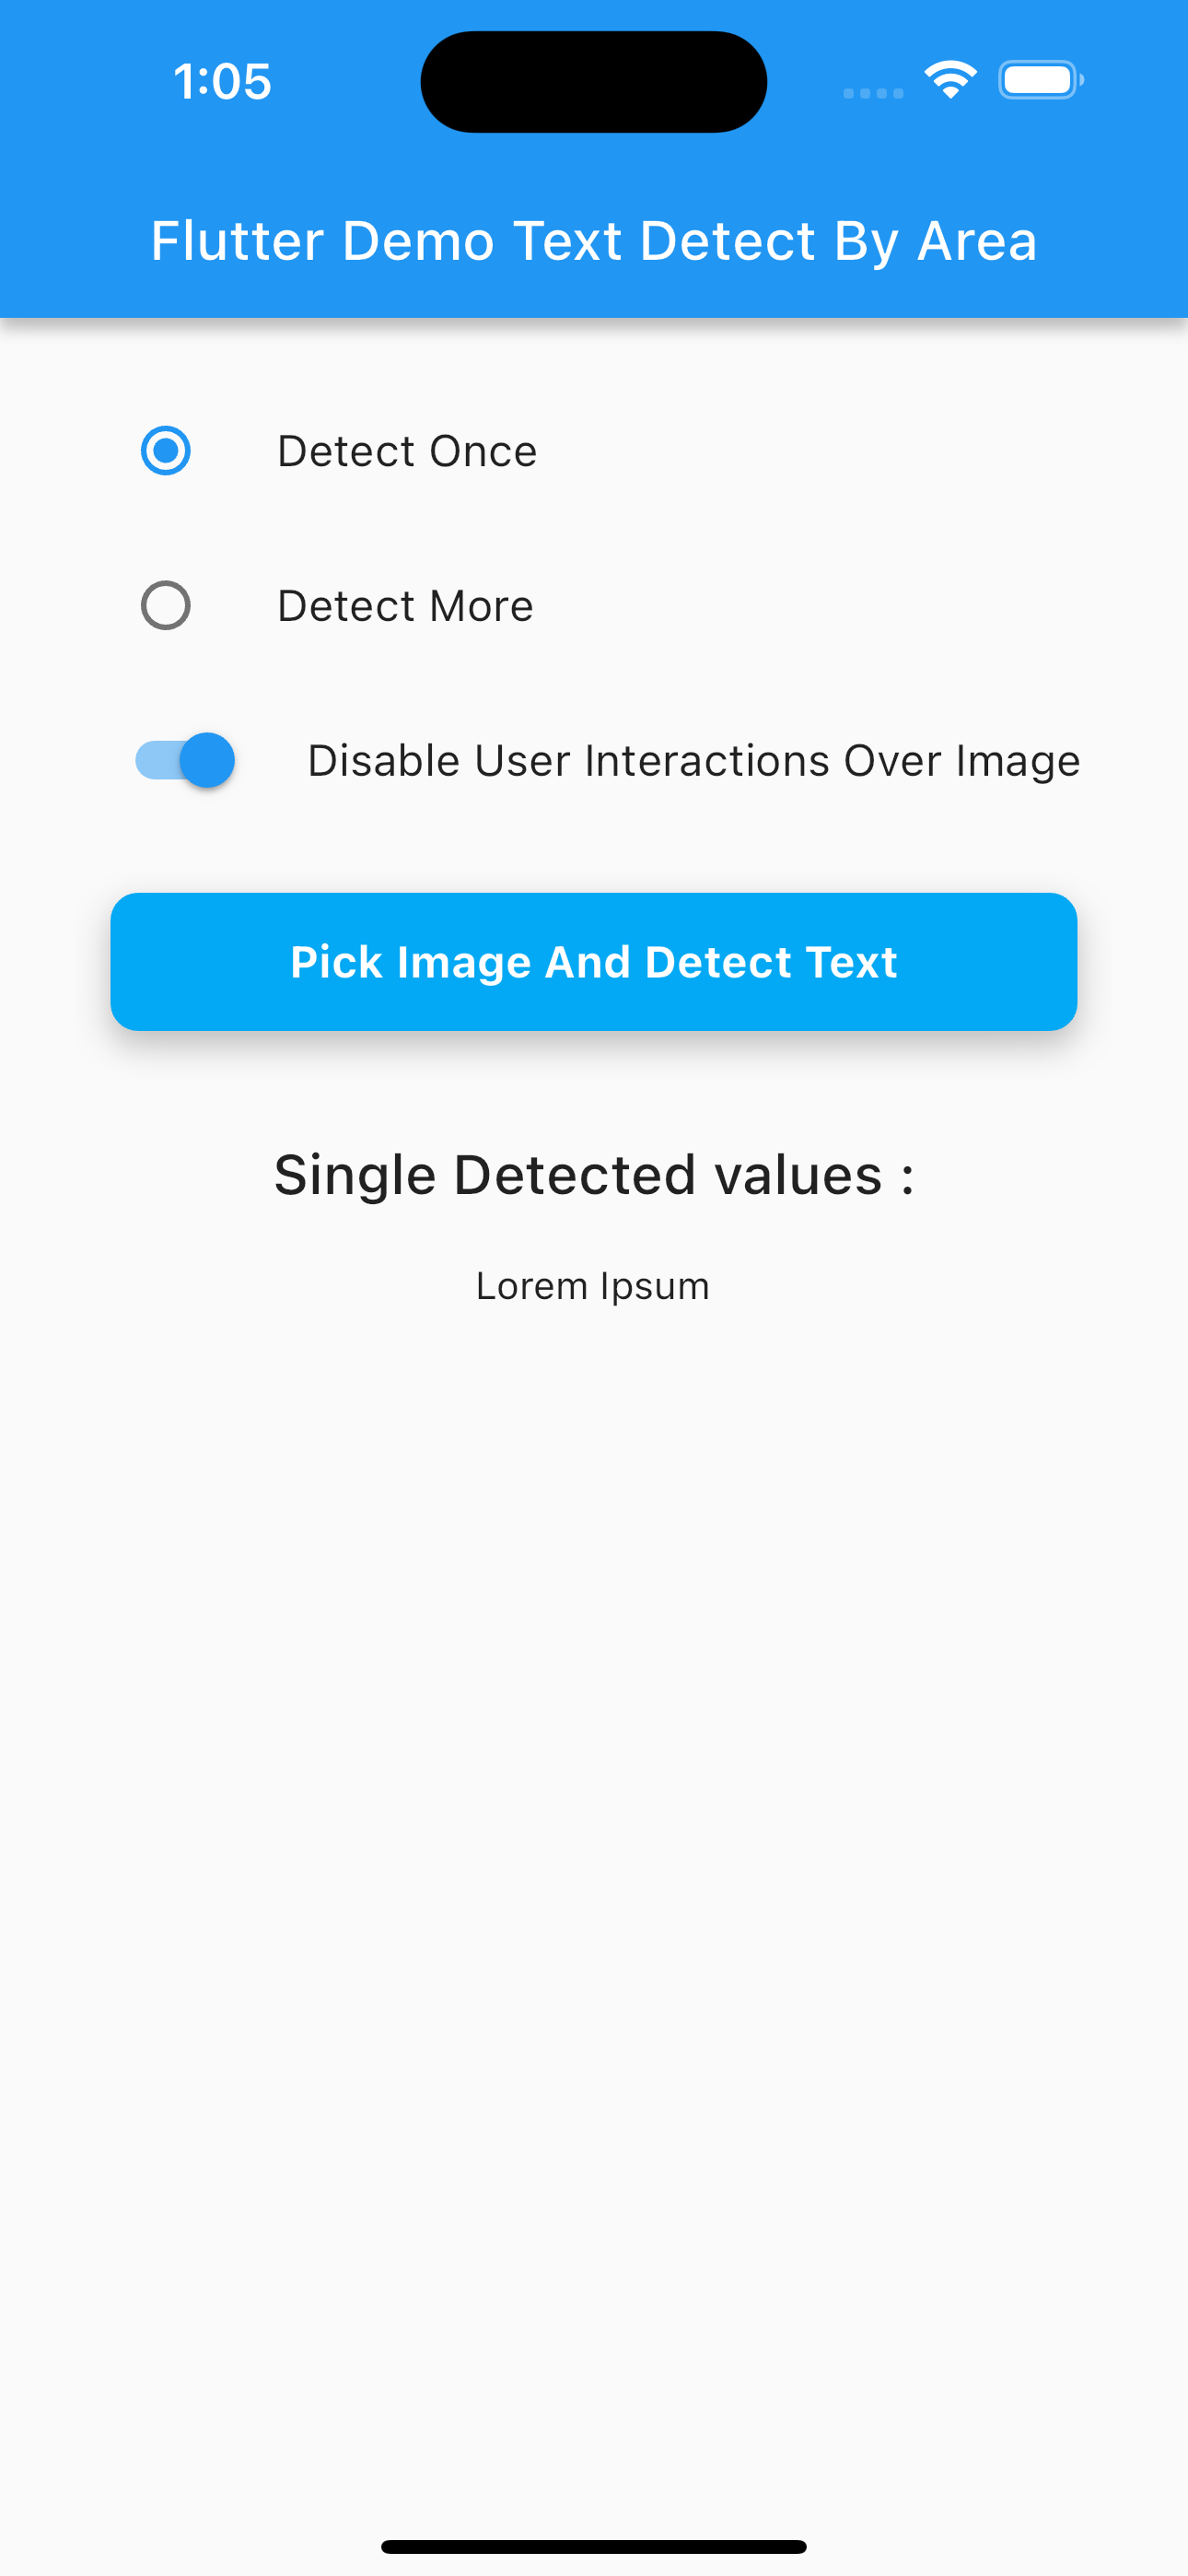 1:05
Flutter Demo Text Detect By Area
Detect Once
Detect More
Disable User Interactions Over Image
Pick Image And Detect Text
Single Detected values :
Lorem Ipsum